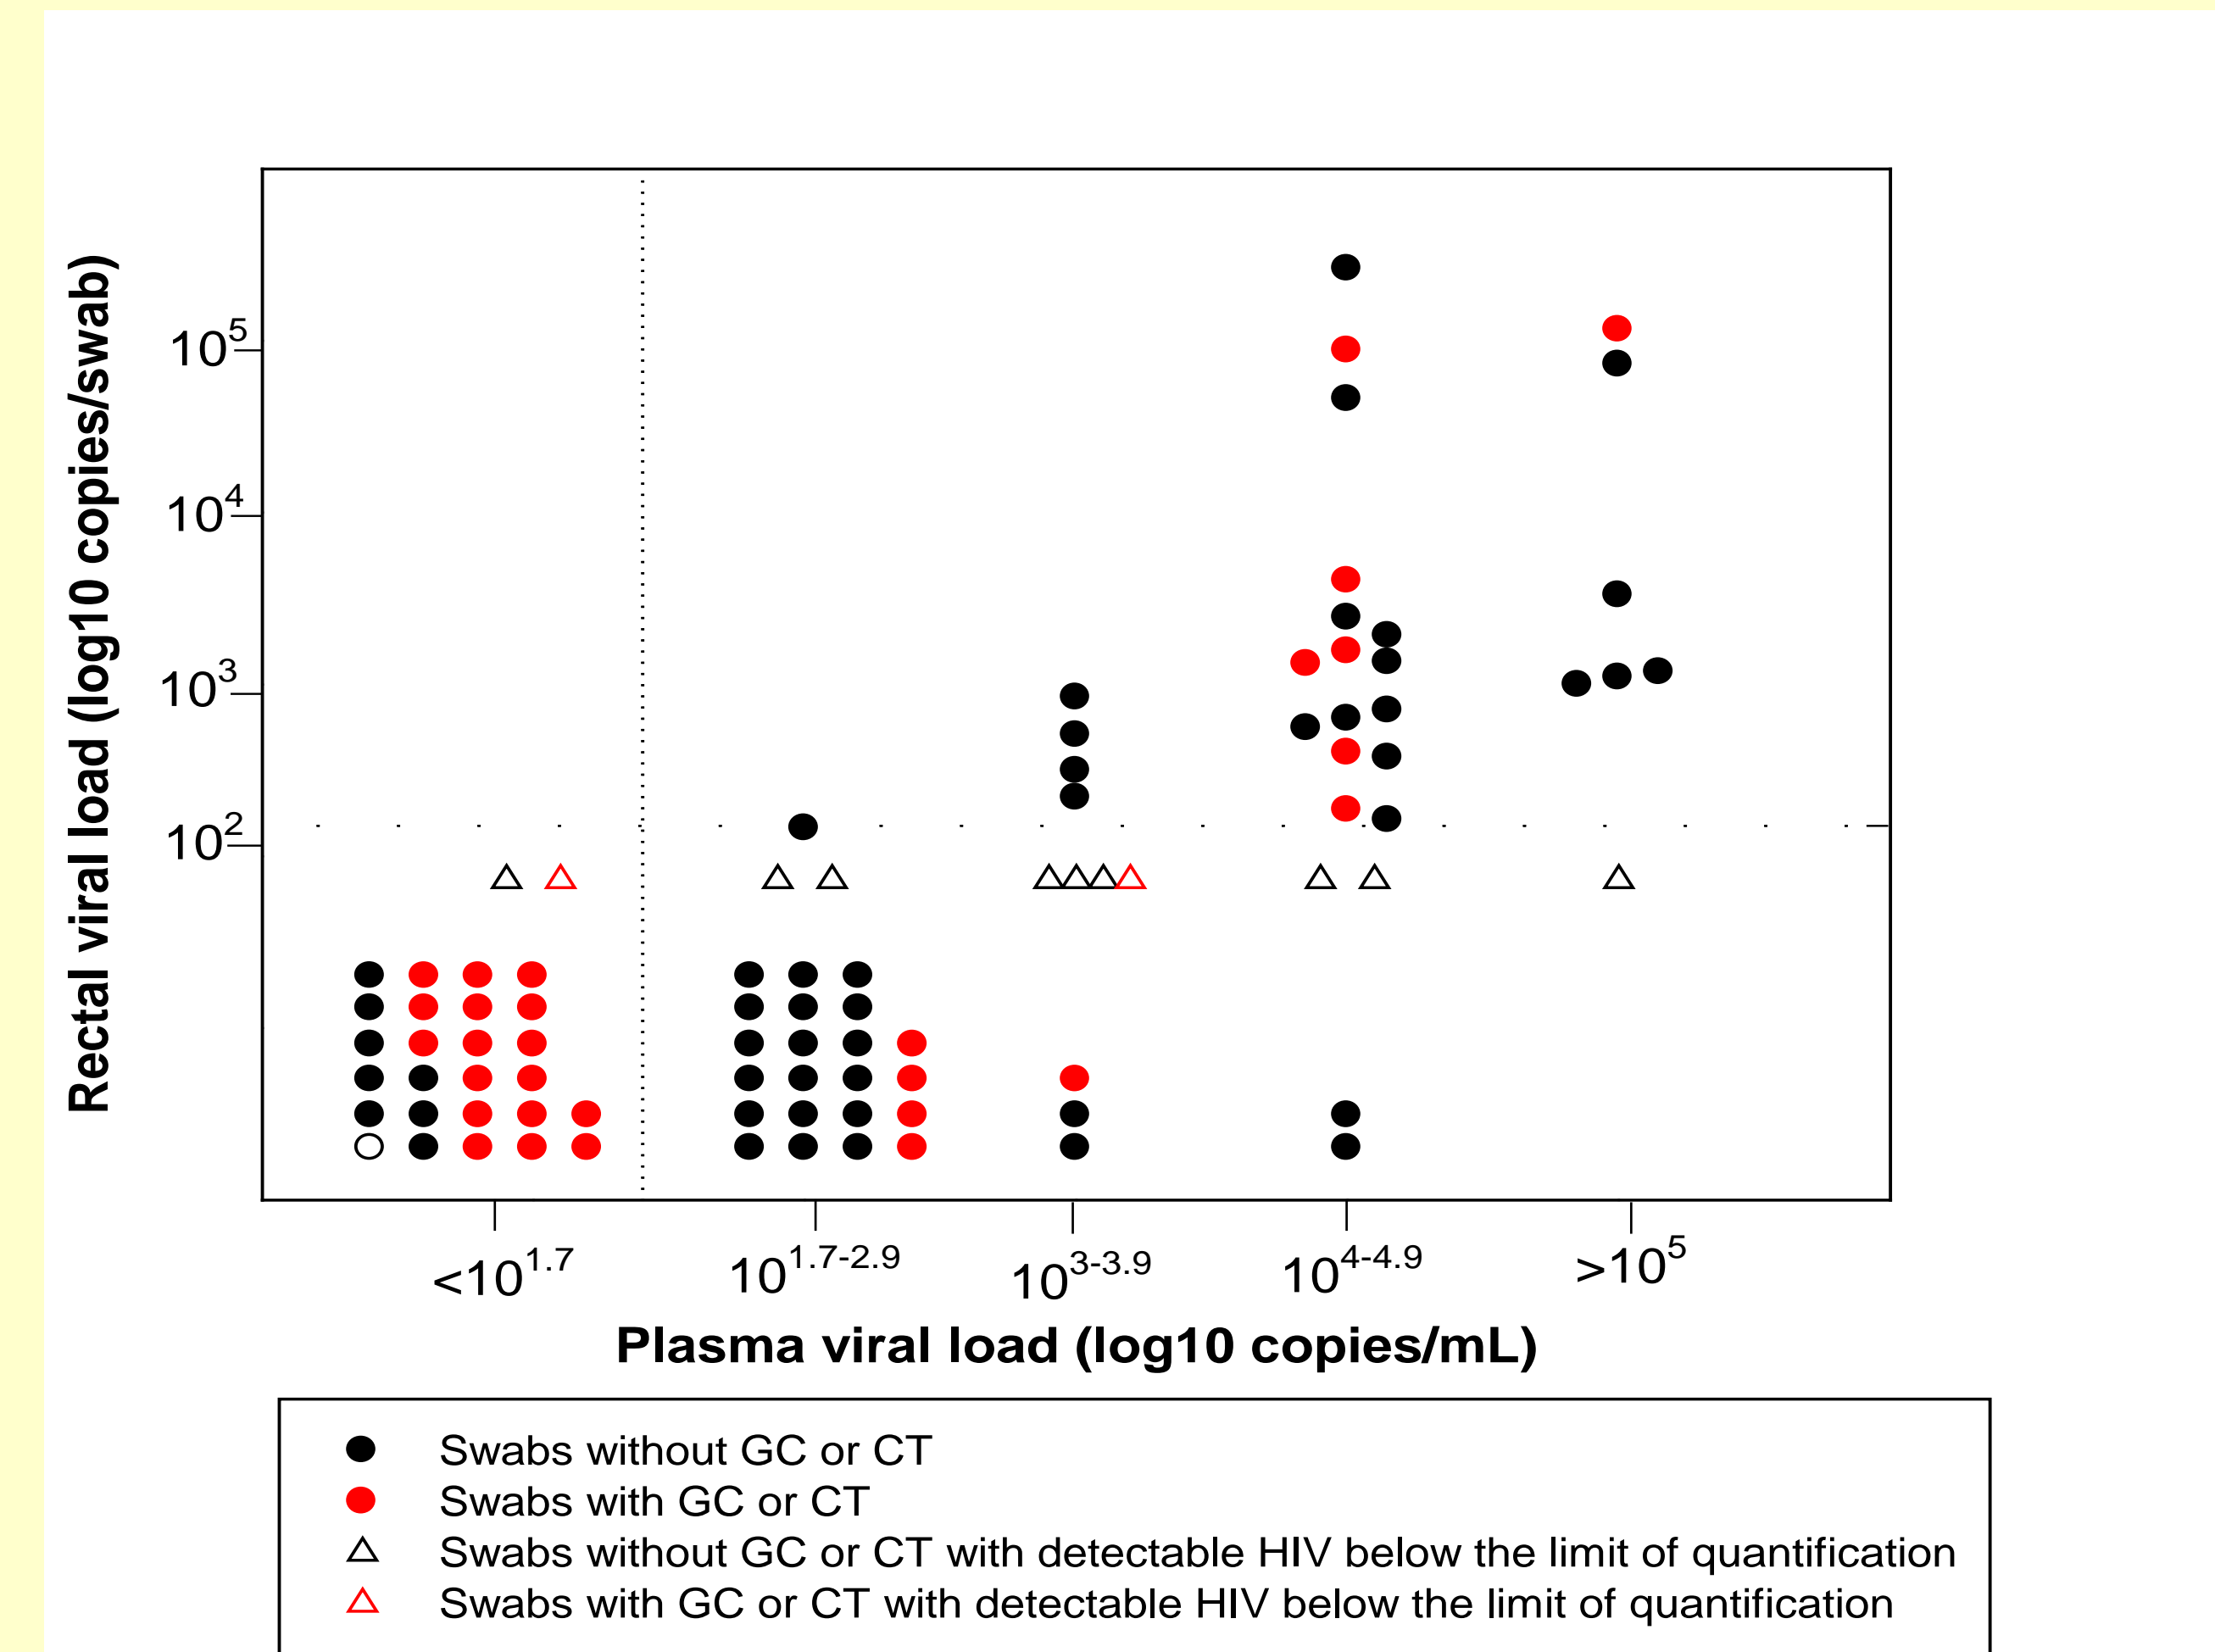 Rectal viral load (log10 copies/swab)
10^5
10^4
10^3
10^2
<10^1.7
10^1.7-2.9
10^3-3.9
10^4-4.9
>10^5
Plasma viral load (log10 copies/mL)
Swabs without GC or CT
Swabs with GC or CT
Swabs without GC or CT with detectable HIV below the limit of quantification
Swabs with GC or CT with detectable HIV below the limit of quantification